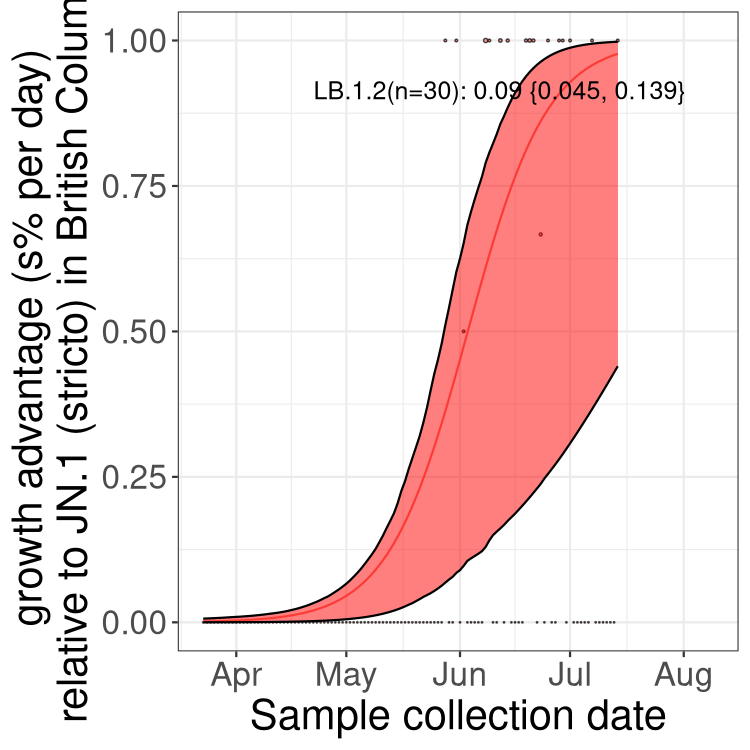 growth advantage (s% per day)
relative to JN.1 (stricto) in British Colum
1.00
0.75
0.50
0.25
0.00
LB.1.2(n=30): 0.09 {0.045, 0.139}
Apr May Jun Jul Aug
Sample collection date